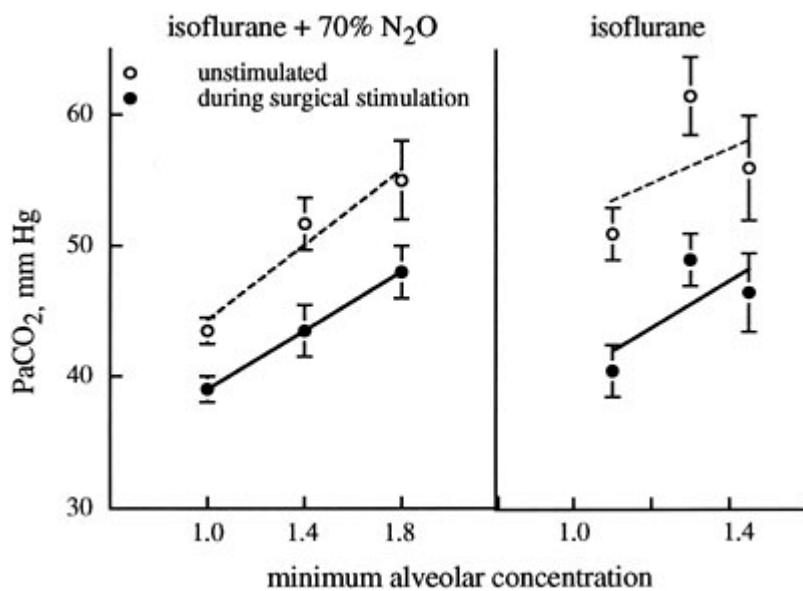 isoflurane + 70% N₂O
isoflurane
unstimulated
during surgical stimulation
60
50
40
30
PaCO₂, mm Hg
1.0 1.4 1.8
1.0 1.4
minimum alveolar concentration